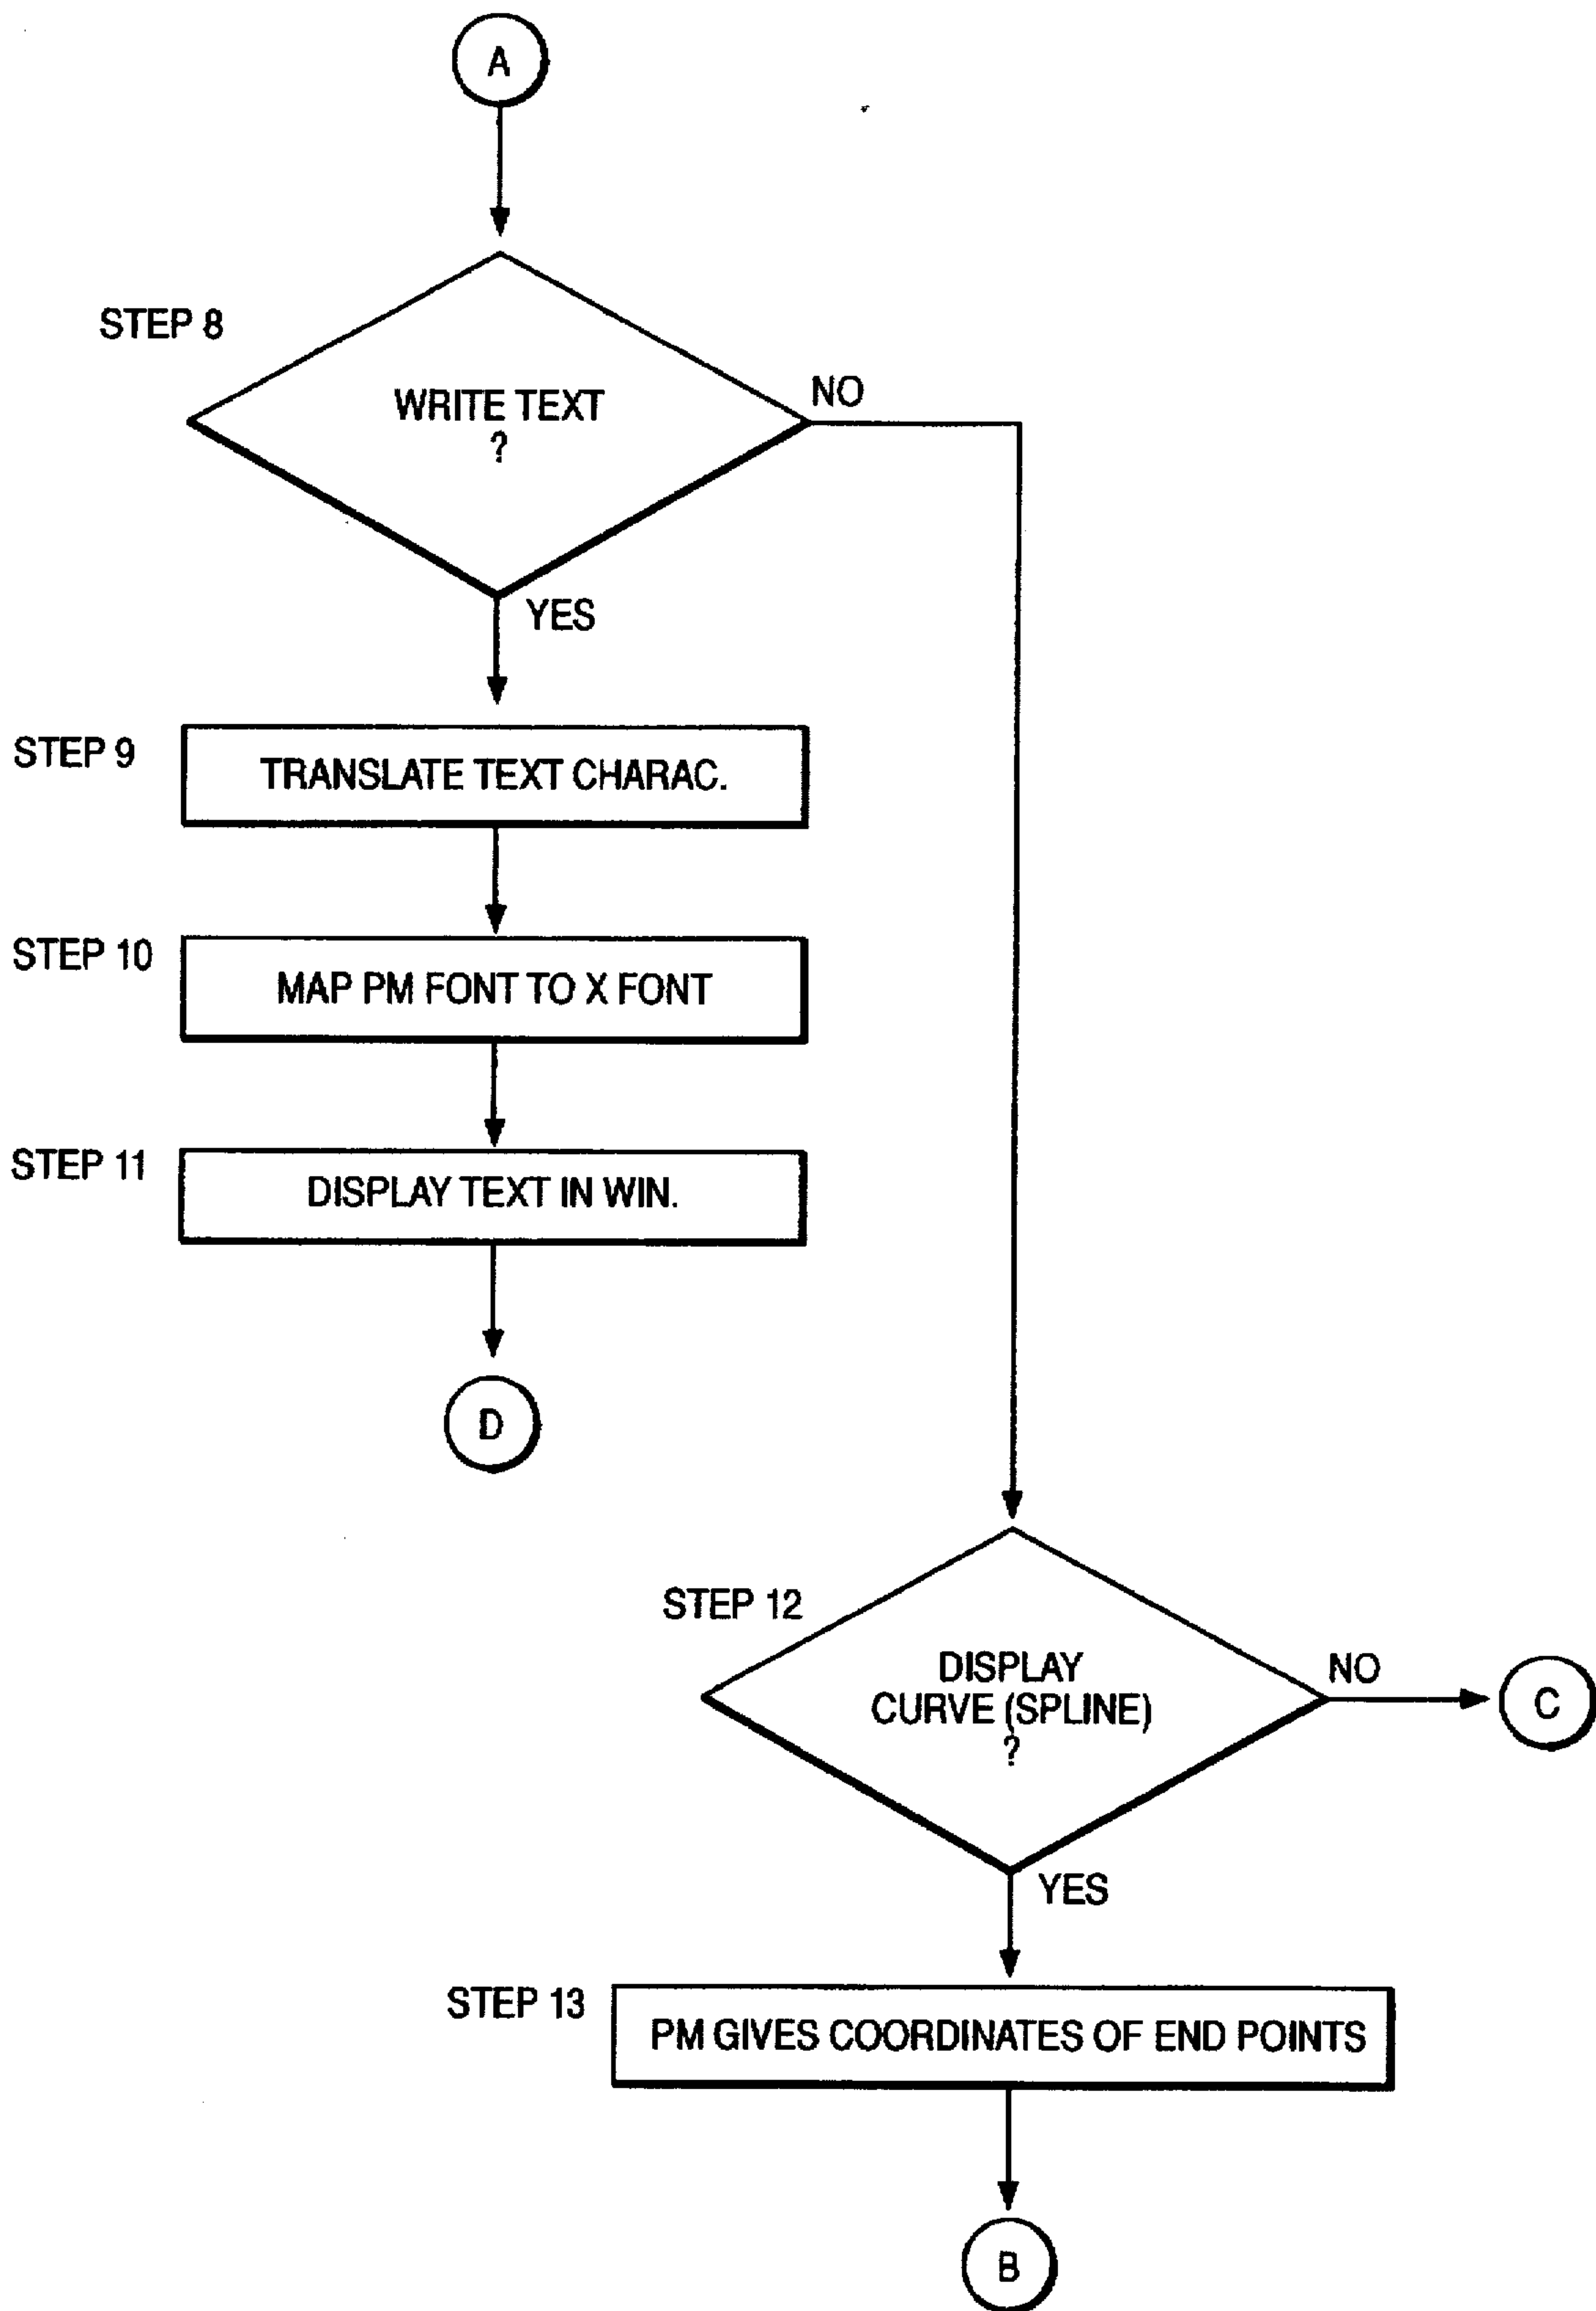 A
STEP 8
WRITE TEXT
?
NO
YES
STEP 9
TRANSLATE TEXT CHARAC.
STEP 10
MAP PM FONT TO X FONT
STEP 11
DISPLAY TEXT IN WIN.
D
STEP 12
DISPLAY
CURVE (SPLINE)
?
NO
C
YES
STEP 13
PM GIVES COORDINATES OF END POINTS
B